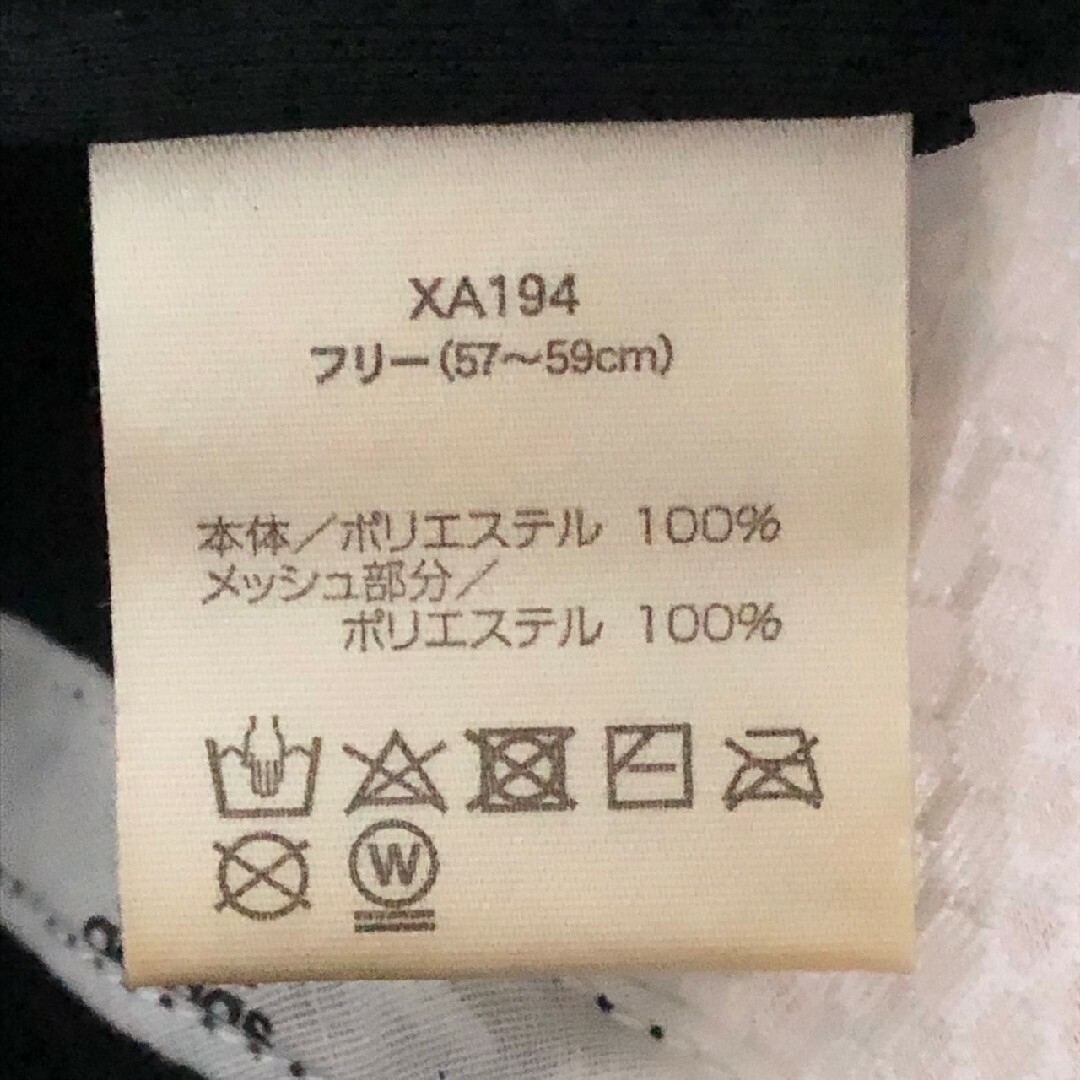 XA194
フリー(57～59cm)
本体/ポリエステル 100%
メッシュ部分/
ポリエステル 100%
W